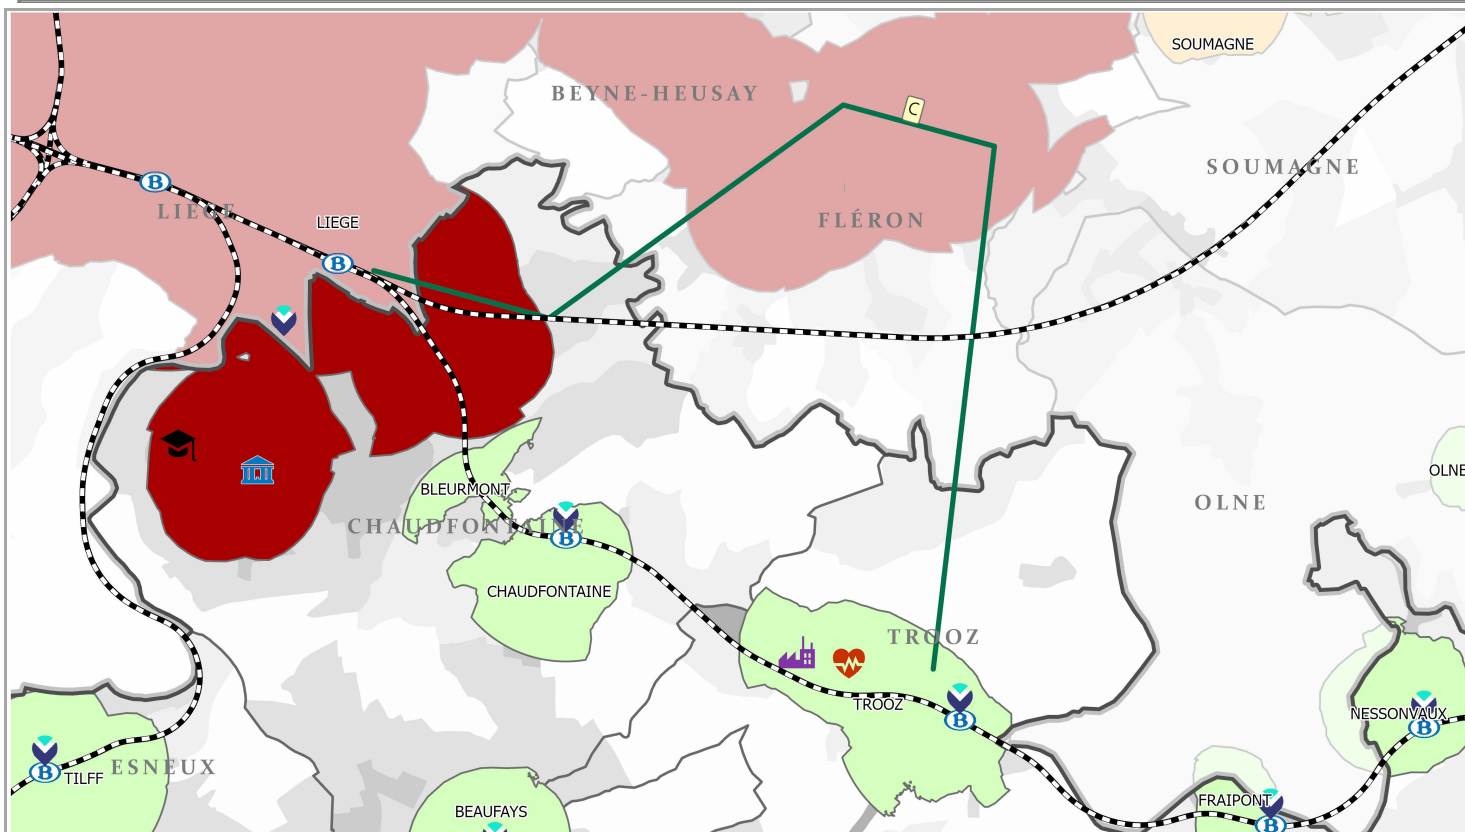 SOUMAGNE
BEYNE-HEUSAY
C
SOUMAGNE
B
LIEGE
LIEGE
FLÉRON
B
OLNE
BLEURMONT
OLNE
CHAUDFONTAINE
B
CHAUDFONTAINE
TROOZ
TROOZ
B
NESSONVAUX
B
ESNEUX
B
TILFF
FRAIPONT
BEAUFAYS
B